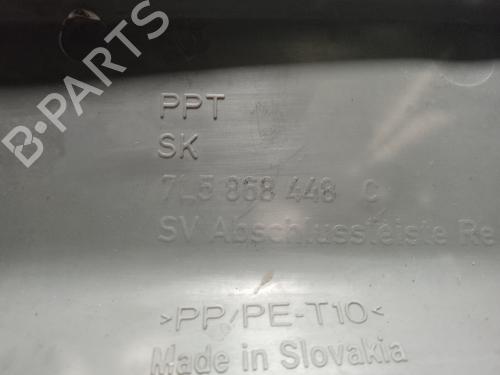 B-PARTS
PPT
SK
7L5 868 448 C
SV Abschlussleiste Re
>PP/PE-T10<
Made in Slovakia